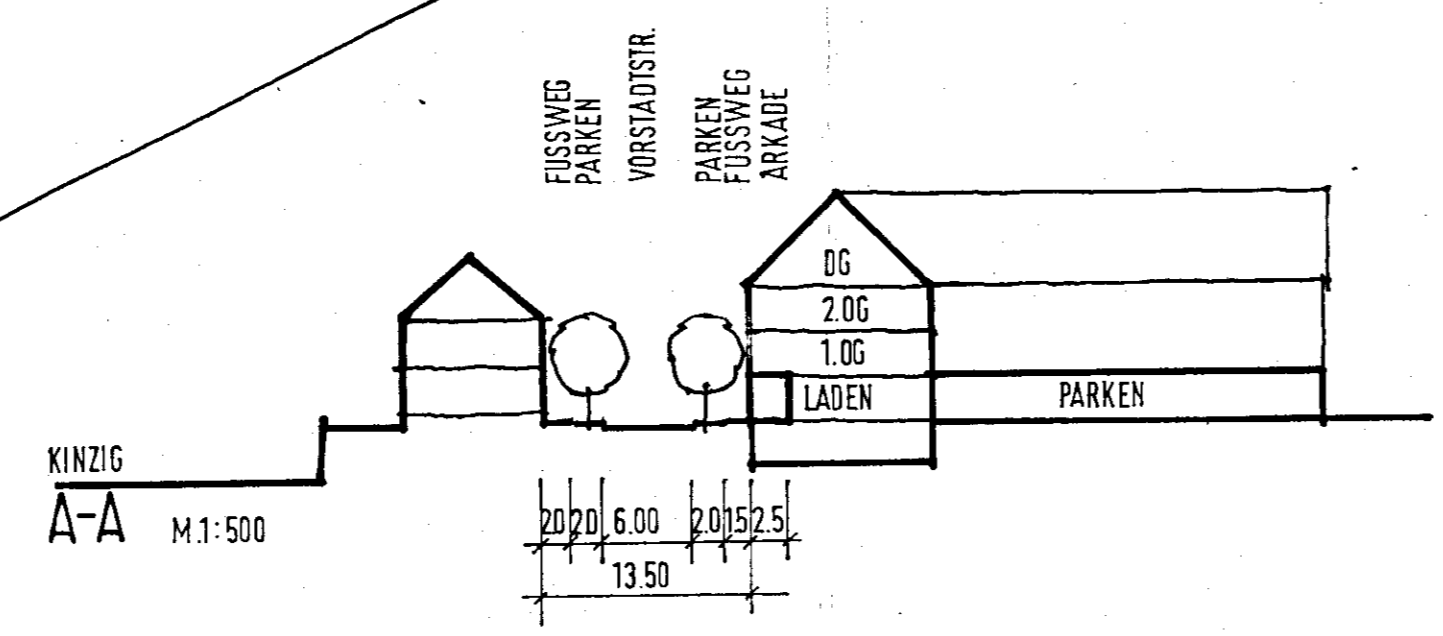 FUSSWEG
PARKEN
VORSTADTSTR.
PARKEN
FUSSWEG
ARKADE
DG
2.OG
1.OG
LADEN
PARKEN
KINZIG
A-A M.1:500
2.0 2.0 6.00 2.0 1.5 2.5
13.50